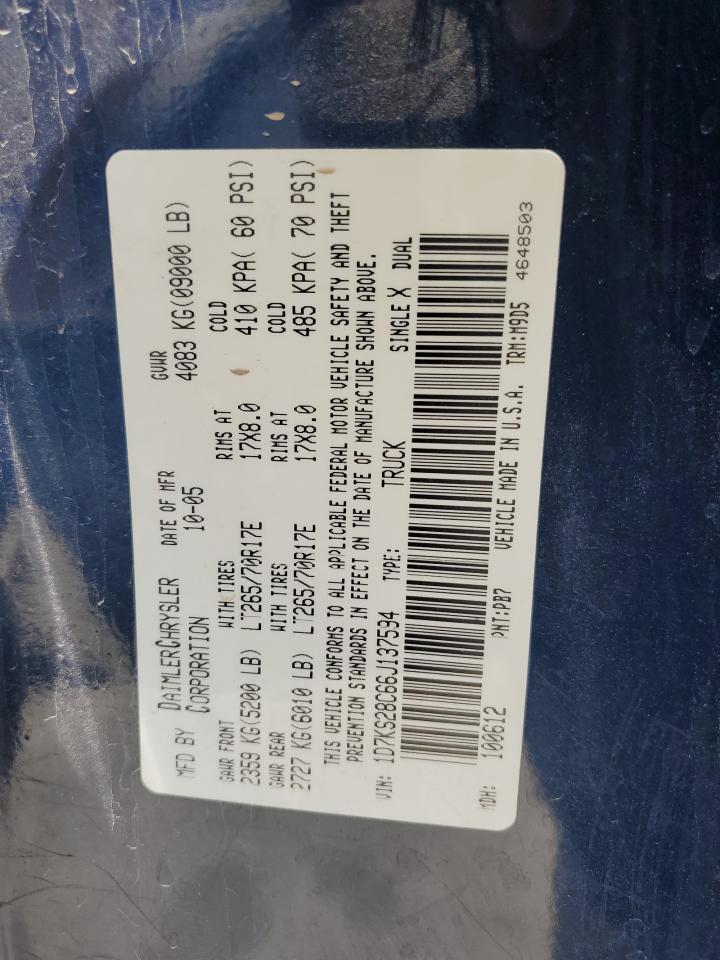 MFD BY DAIMLERCHRYSLER CORPORATION DATE OF MFR 10-05 GVWR 4083 KG(09000 LB)
GAWR FRONT WITH TIRES RIMS AT COLD
2359 KG(5200 LB) LT265/70R17E 17X8.0 410 KPA( 60 PSI)
GAWR REAR WITH TIRES RIMS AT COLD
2727 KG(6010 LB) LT265/70R17E 17X8.0 485 KPA( 70 PSI)
THIS VEHICLE CONFORMS TO ALL APPLICABLE FEDERAL MOTOR VEHICLE SAFETY AND THEFT
PREVENTION STANDARDS IN EFFECT ON THE DATE OF MANUFACTURE SHOWN ABOVE.
VIN: 1D7KS28C66J137594 TYPE: TRUCK SINGLE X DUAL
MDH: 100612 PNT:PB7 VEHICLE MADE IN U.S.A. TRM:M9D5 4648503